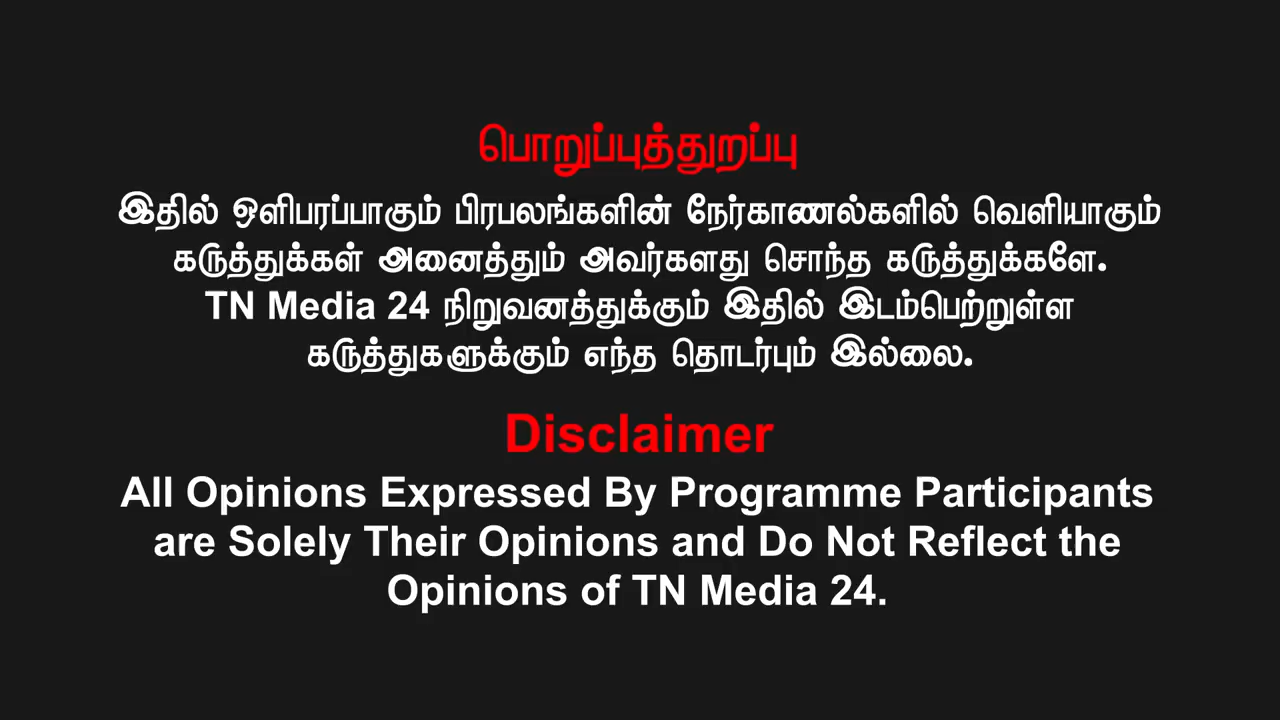 பொறுப்புத்துறப்பு
இதில் ஒளிபரப்பாகும் பிரபலங்களின் நேர்காணல்களில் வெளியாகும்
கருத்துக்கள் அனைத்தும் அவர்களது சொந்த கருத்துக்களே.
TN Media 24 நிறுவனத்துக்கும் இதில் இடம்பெற்றுள்ள
கருத்துகளுக்கும் எந்த தொடர்பும் இல்லை.
Disclaimer
All Opinions Expressed By Programme Participants
are Solely Their Opinions and Do Not Reflect the
Opinions of TN Media 24.